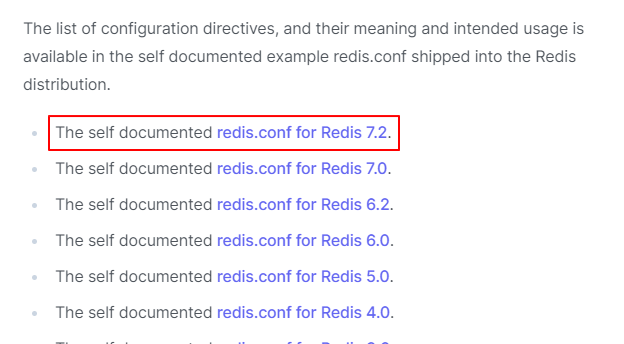 The list of configuration directives, and their meaning and intended usage is
available in the self documented example redis.conf shipped into the Redis
distribution.
The self documented redis.conf for Redis 7.2.
The self documented redis.conf for Redis 7.0.
The self documented redis.conf for Redis 6.2.
The self documented redis.conf for Redis 6.0.
The self documented redis.conf for Redis 5.0.
The self documented redis.conf for Redis 4.0.